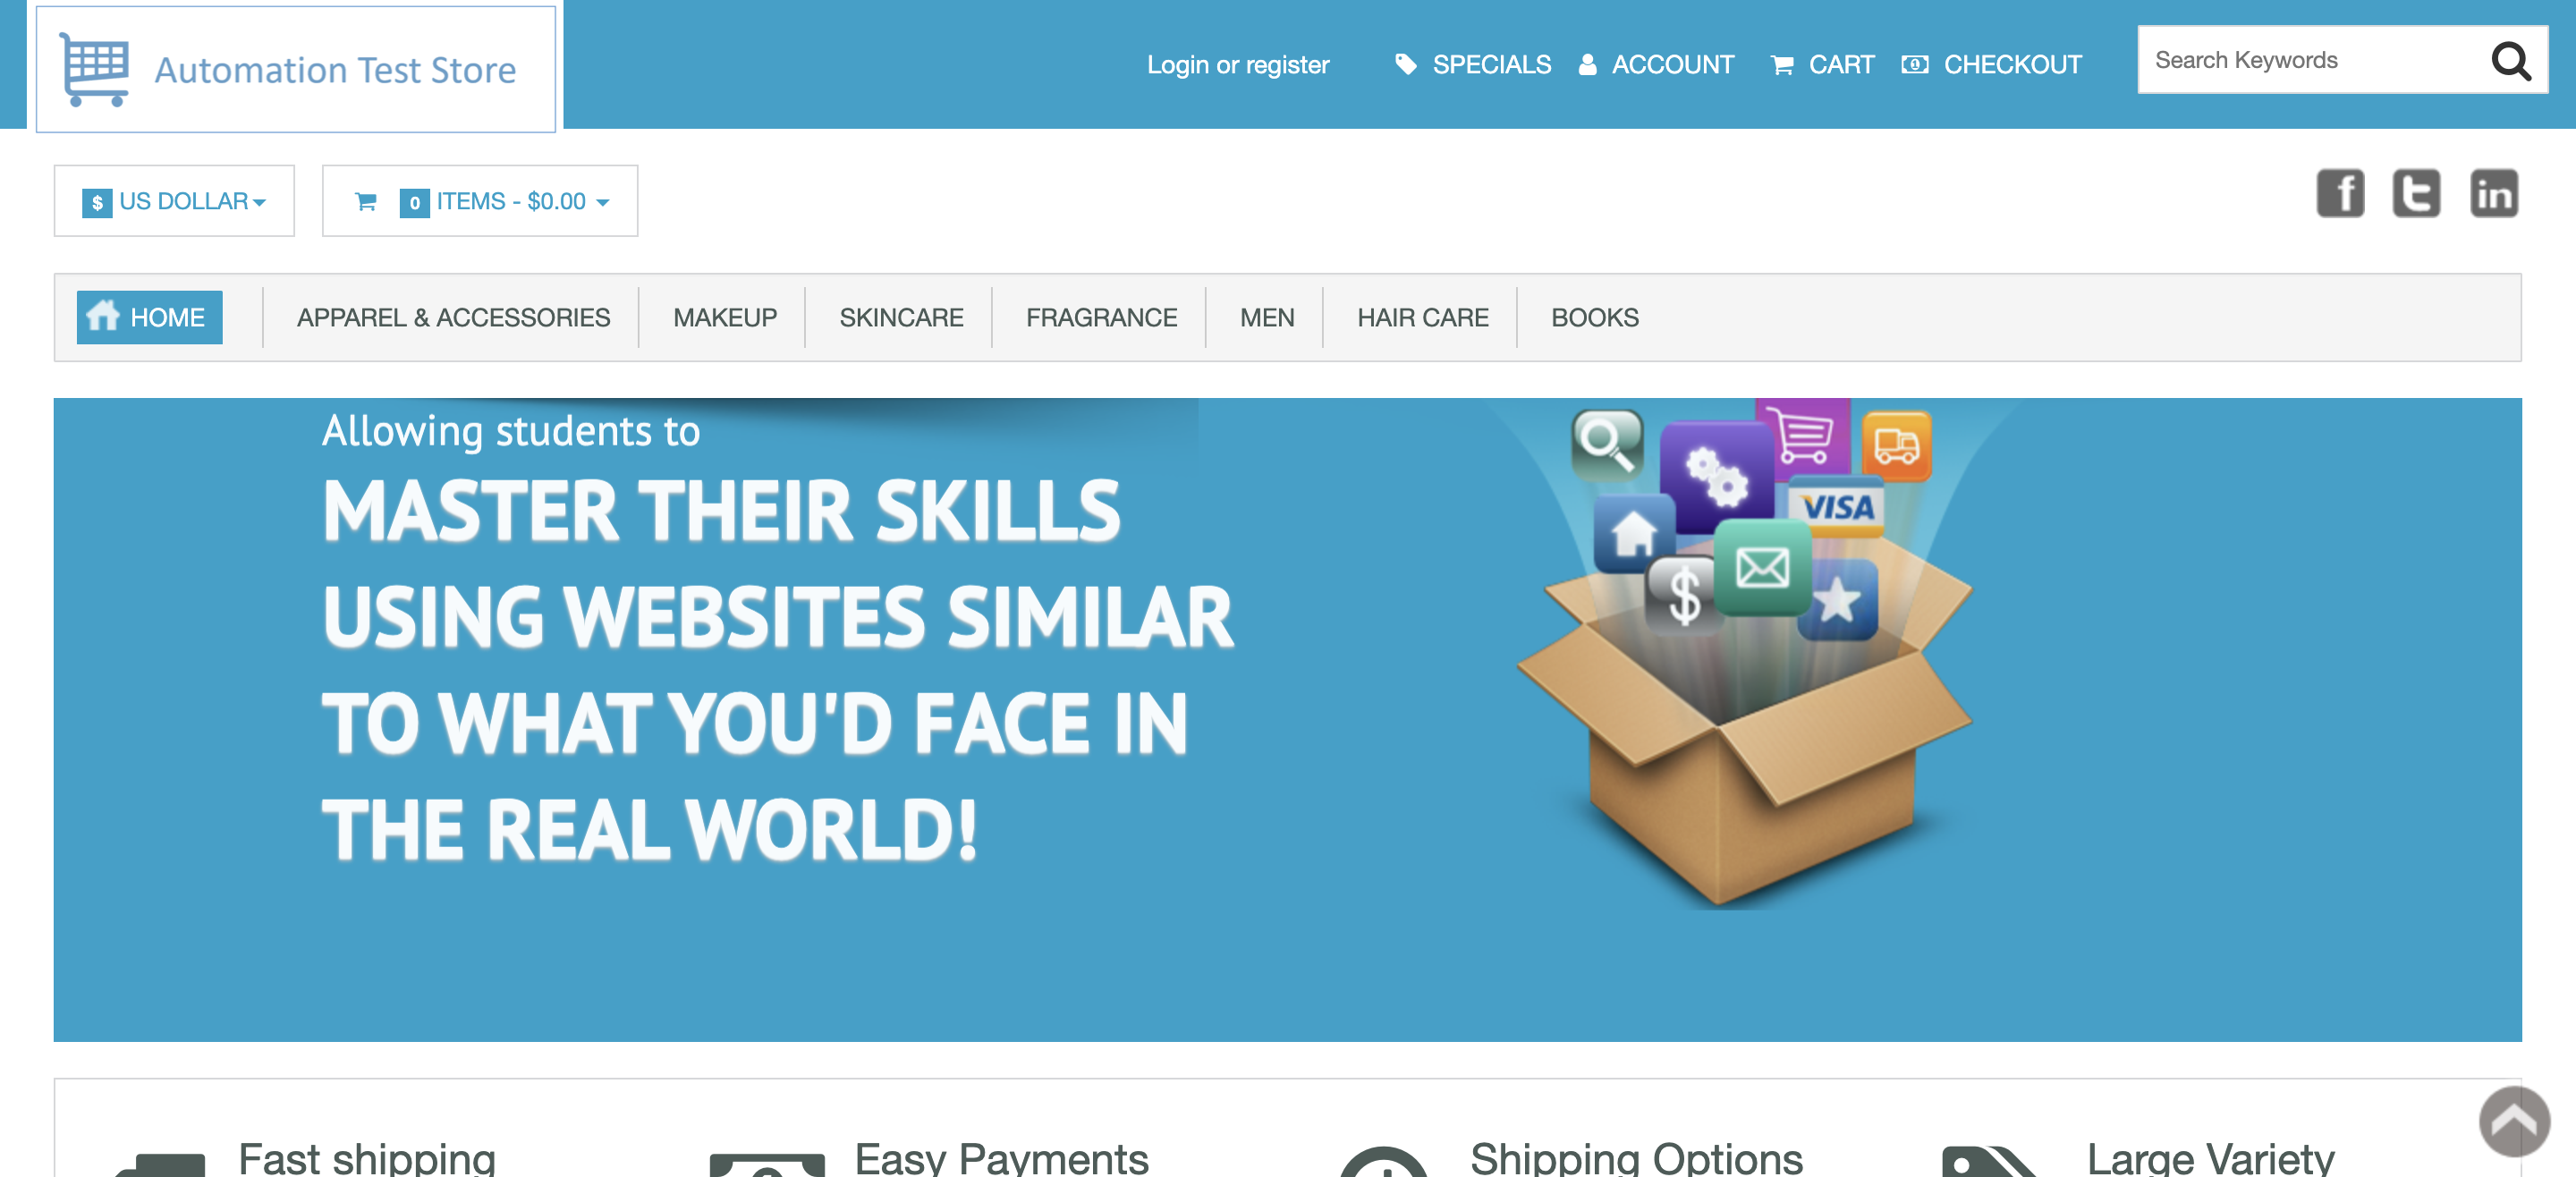 Automation Test Store
Login or register SPECIALS ACCOUNT CART CHECKOUT Search Keywords
$ US DOLLAR 0 ITEMS - $0.00
HOME APPAREL & ACCESSORIES MAKEUP SKINCARE FRAGRANCE MEN HAIR CARE BOOKS
Allowing students to
MASTER THEIR SKILLS
USING WEBSITES SIMILAR
TO WHAT YOU'D FACE IN
THE REAL WORLD!
VISA
$
Fast shipping Easy Payments Shipping Options Large Variety